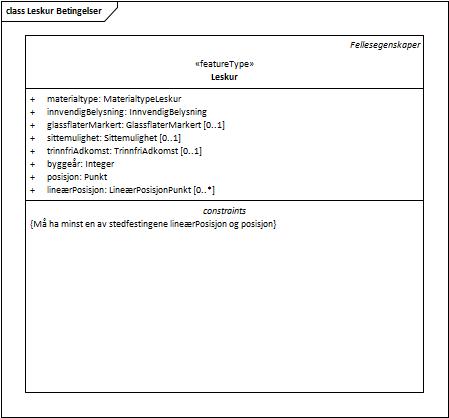 class Leskur Betingelser
Fellesegenskaper
«featureType»
Leskur
+ materialtype: MaterialtypeLeskur
+ innvendigBelysning: InnvendigBelysning
+ glassflaterMarkert: GlassflaterMarkert [0..1]
+ sittemulighet: Sittemulighet [0..1]
+ trinnfriAdkomst: TrinnfriAdkomst [0..1]
+ byggeår: Integer
+ posisjon: Punkt
+ lineærPosisjon: LineærPosisjonPunkt [0..*]
constraints
{Må ha minst en av stedfestingene lineærPosisjon og posisjon}